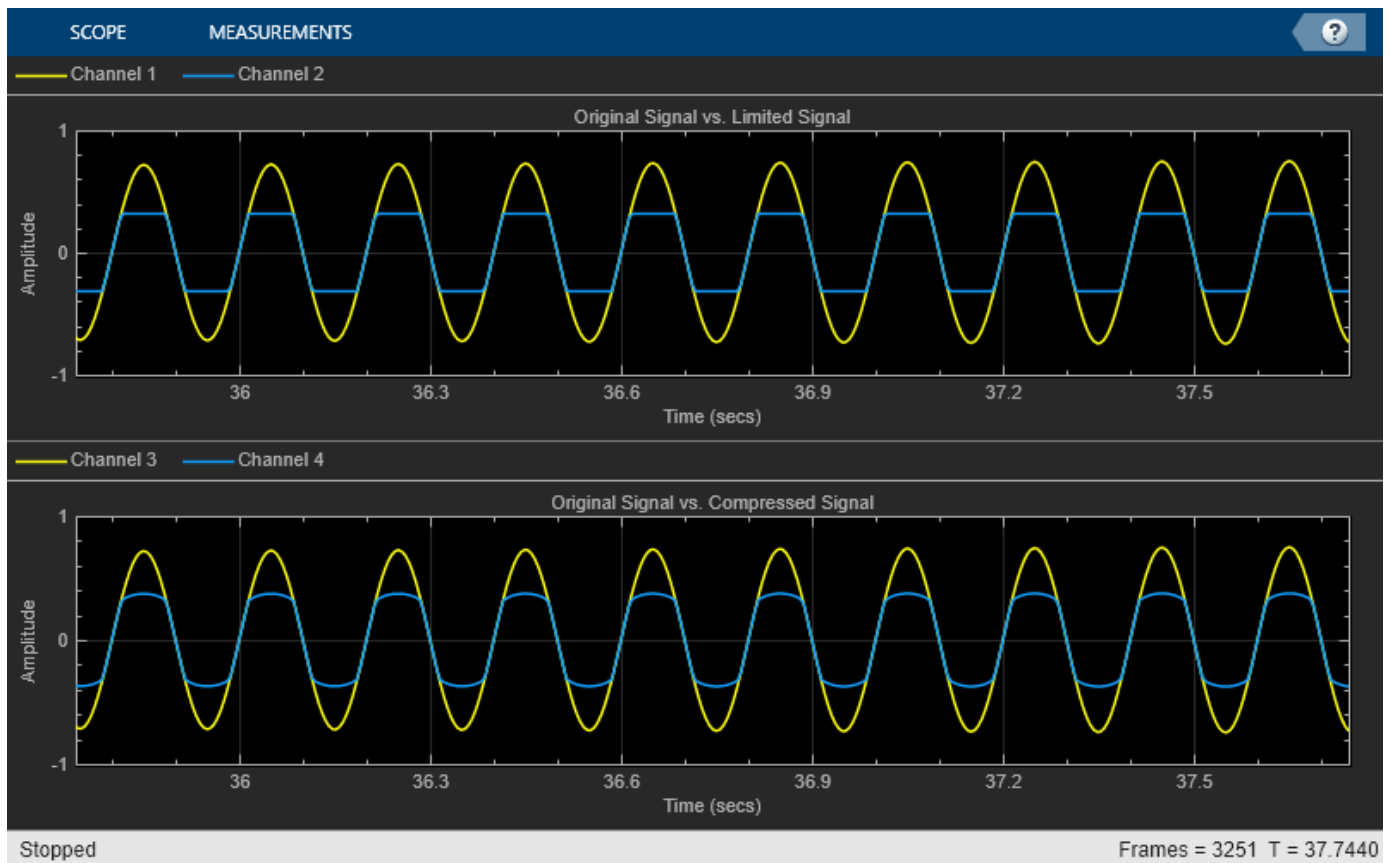 SCOPE MEASUREMENTS ?
Channel 1 Channel 2
Original Signal vs. Limited Signal
1
0
-1
Amplitude
36 36.3 36.6 36.9 37.2 37.5
Time (secs)
Channel 3 Channel 4
Original Signal vs. Compressed Signal
1
0
-1
Amplitude
36 36.3 36.6 36.9 37.2 37.5
Time (secs)
Stopped Frames = 3251 T = 37.7440